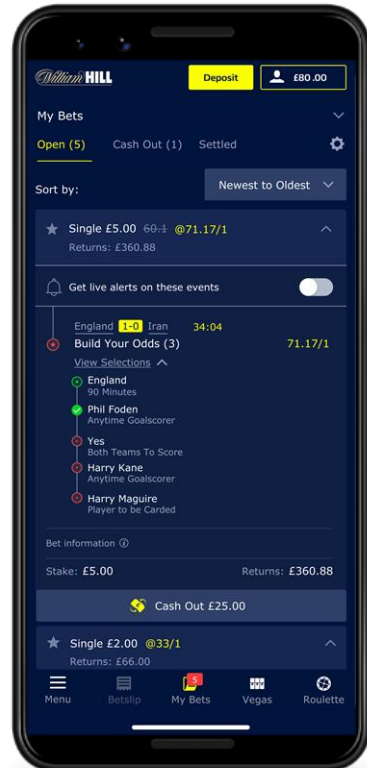 William HILL
Deposit
£80.00
My Bets
Open (5) Cash Out (1) Settled
Sort by: Newest to Oldest
Single £5.00 60.1 @71.17/1
Returns: £360.88
Get live alerts on these events
England 1-0 Iran 34:04
Build Your Odds (3) 71.17/1
View Selections
England
90 Minutes
Phil Foden
Anytime Goalscorer
Yes
Both Teams To Score
Harry Kane
Anytime Goalscorer
Harry Maguire
Player to be Carded
Bet information
Stake: £5.00 Returns: £360.88
Cash Out £25.00
Single £2.00 @33/1
Returns: £66.00
5
Menu Betslip My Bets Vegas Roulette